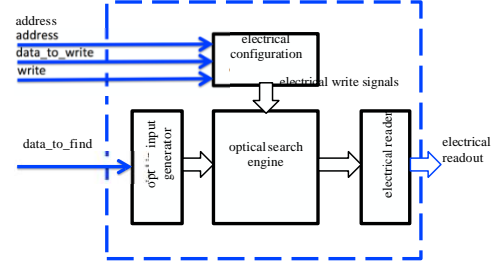 address
address
data_to_write
write
electrical
configuration
electrical write signals
data_to_find
input
generator
optical search
engine
electrical reader
electrical
readout